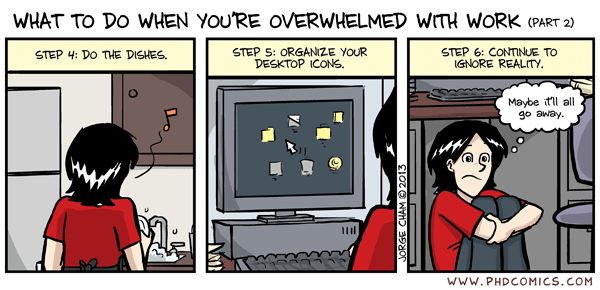 WHAT TO DO WHEN YOU'RE OVERWHELMED WITH WORK (PART 2)
STEP 4: DO THE DISHES.
STEP 5: ORGANIZE YOUR
DESKTOP ICONS.
STEP 6: CONTINUE TO
IGNORE REALITY.
Maybe it'll all
go away.
JORGE CHAM © 2013
WWW.PHDCOMICS.COM